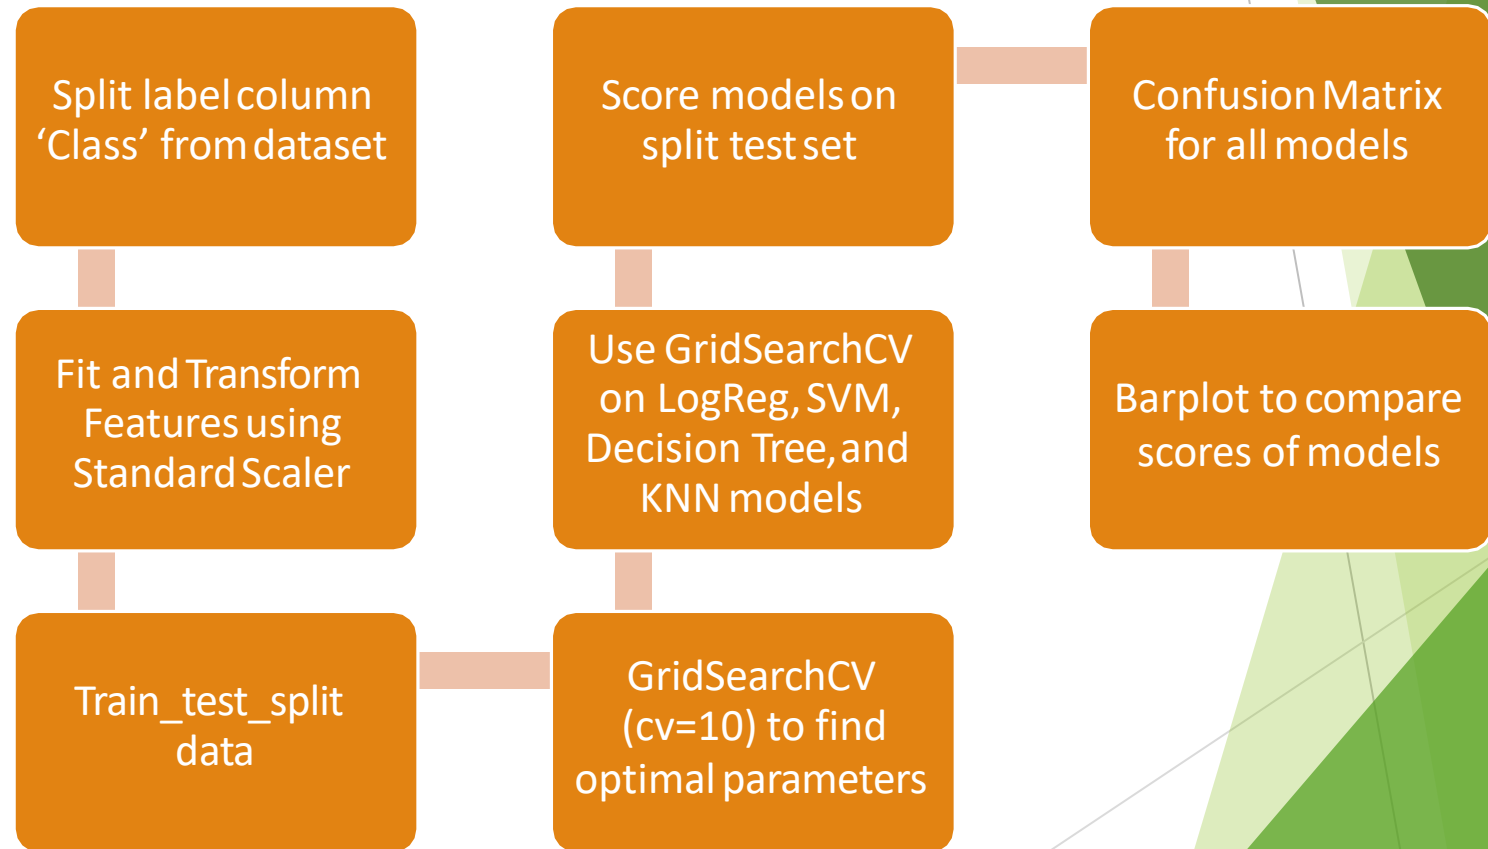 Split label column
‘Class’ from dataset
Fit and Transform
Features using
Standard Scaler
Train_test_split
data
GridSearchCV
(cv=10) to find
optimal parameters
Use GridSearchCV
on LogReg, SVM,
Decision Tree, and
KNN models
Score models on
split test set
Confusion Matrix
for all models
Barplot to compare
scores of models